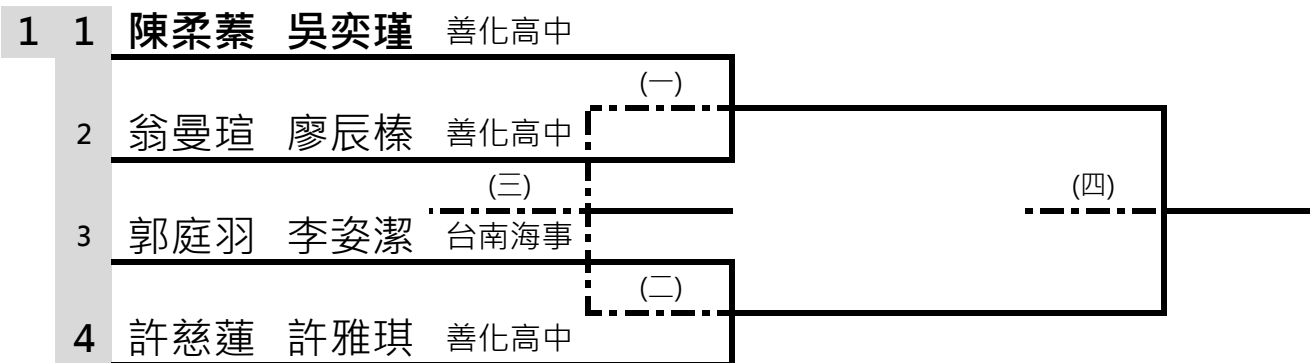 1 1 陳柔蓁 吳奕瑾 善化高中
(一)
2 翁曼瑄 廖辰榛 善化高中
(三) (四)
3 郭庭羽 李姿潔 台南海事
(二)
4 許慈蓮 許雅琪 善化高中